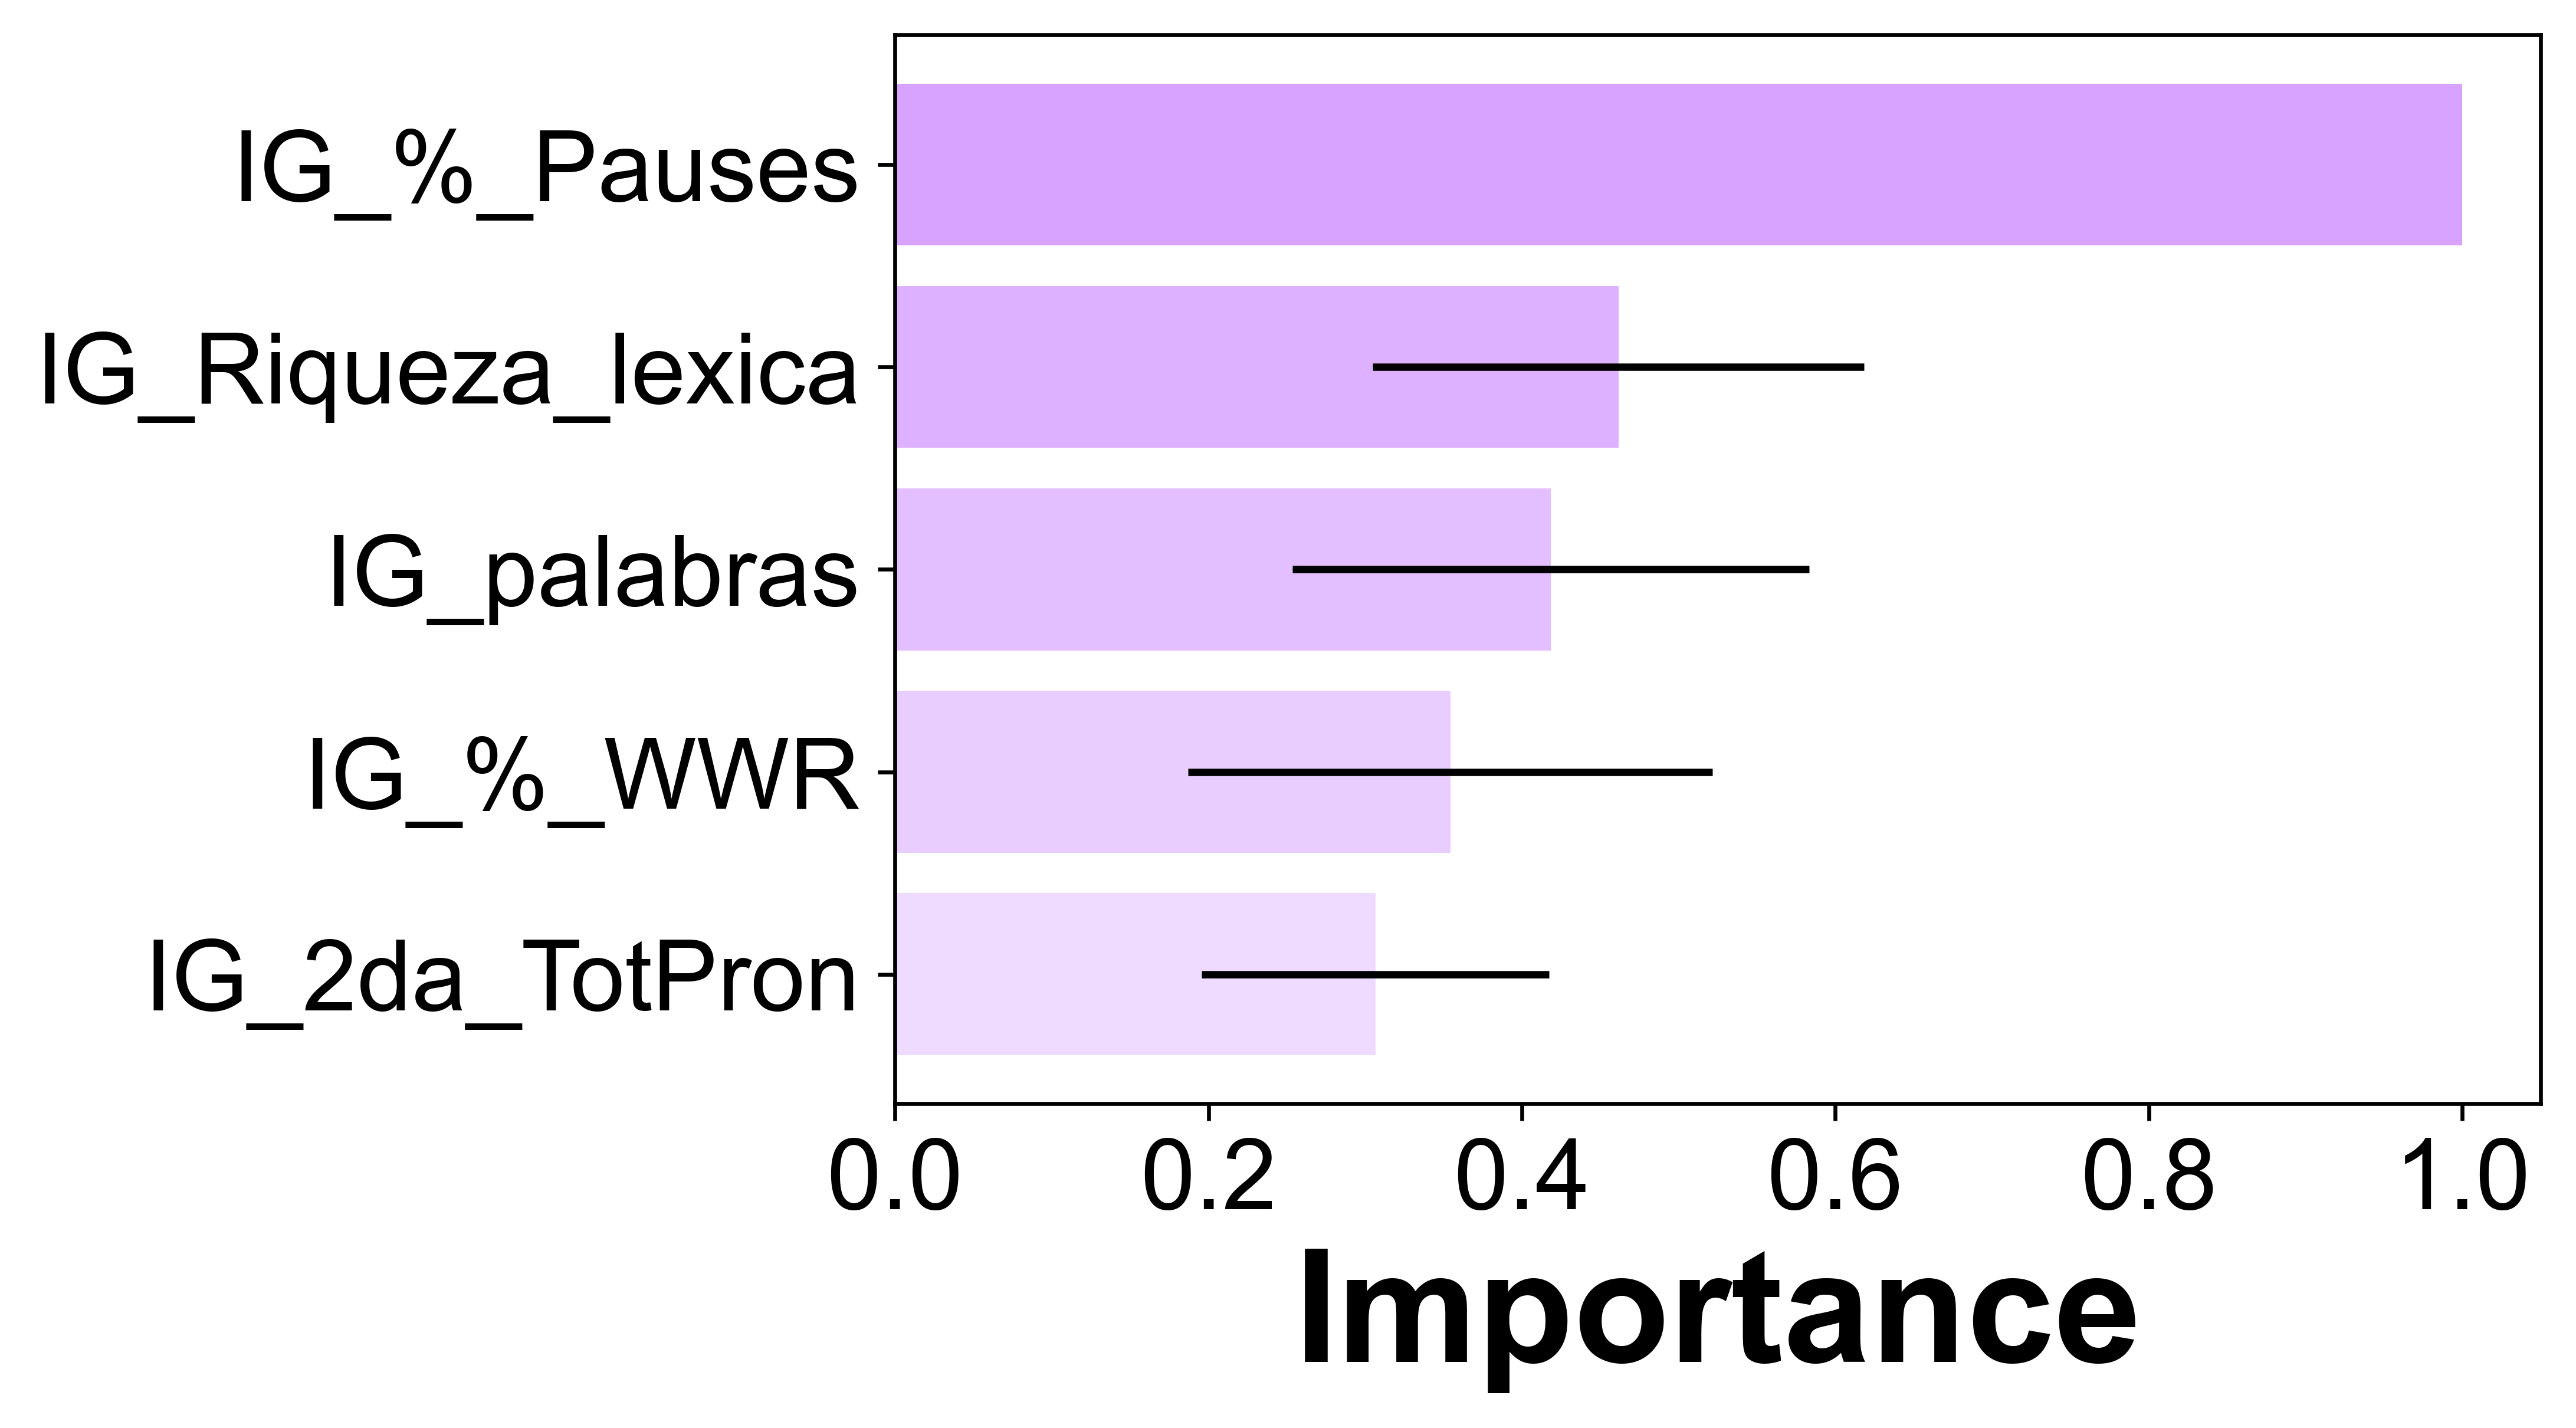 IG_%_Pauses
IG_Riqueza_lexica
IG_palabras
IG_%_WWR
IG_2da_TotPron
0.0 0.2 0.4 0.6 0.8 1.0
Importance